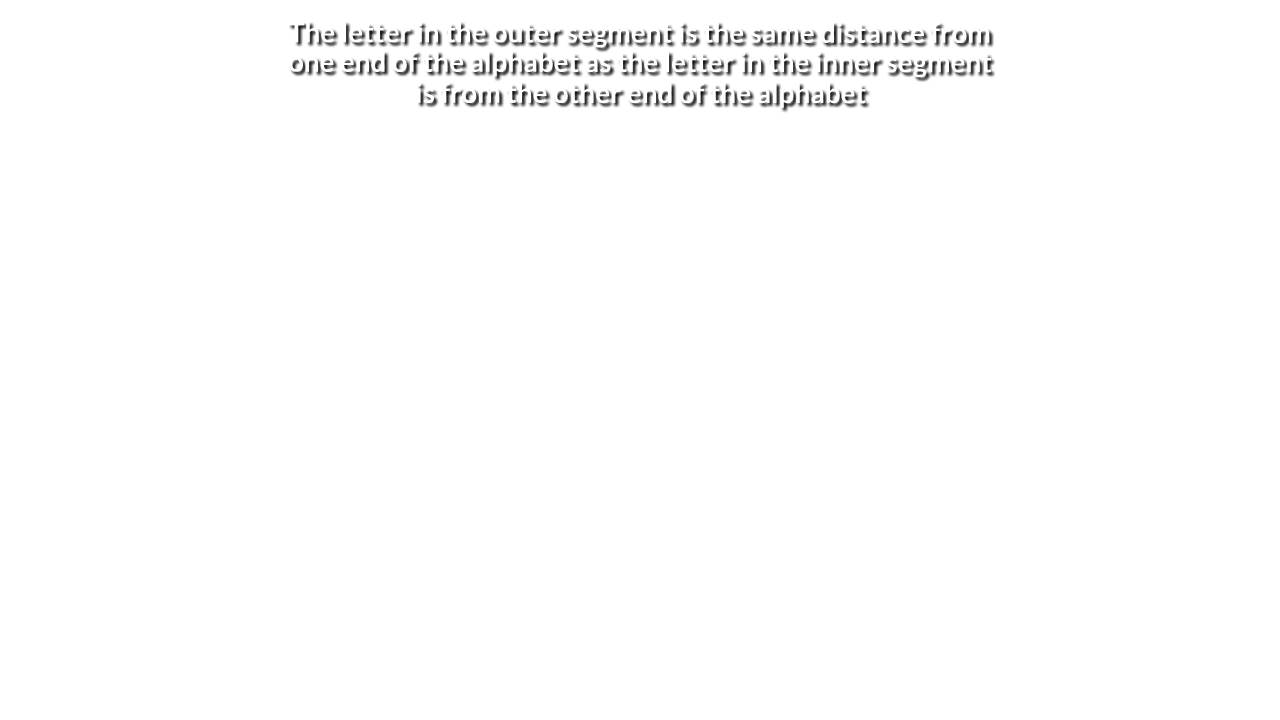 The letter in the outer segment is the same distance from
one end of the alphabet as the letter in the inner segment
is from the other end of the alphabet